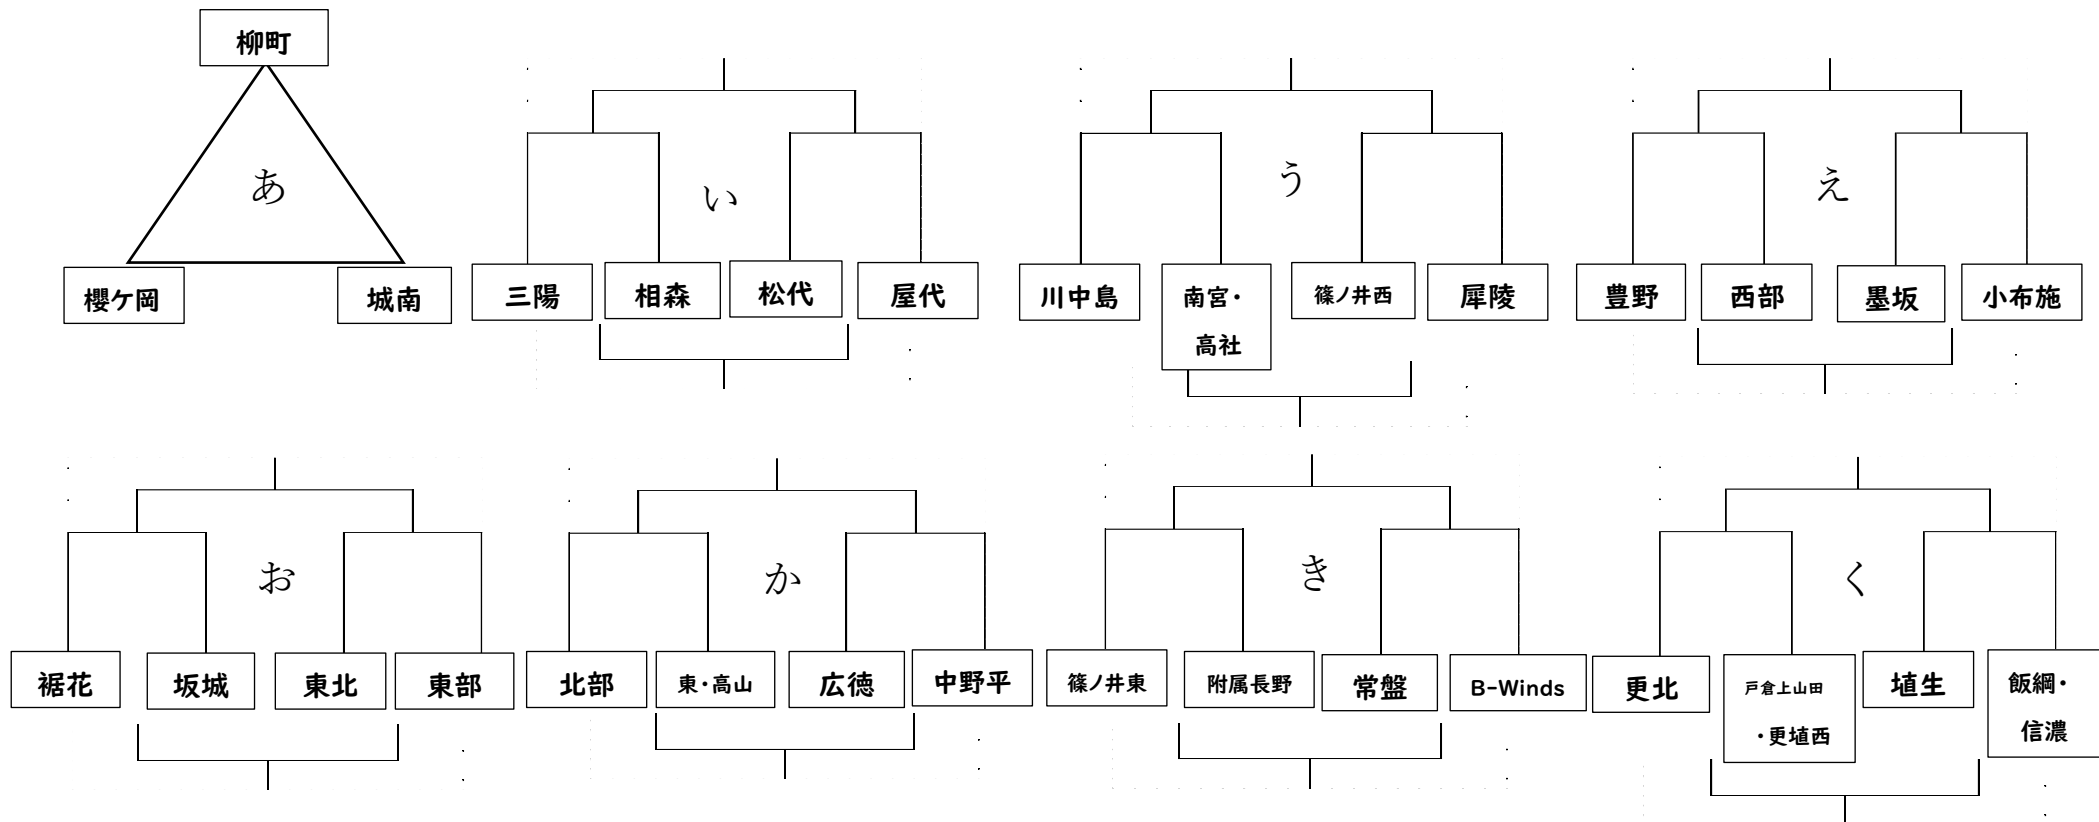 柳町
あ
櫻ケ岡
城南
い
三陽
相森
松代
屋代
う
川中島
南宮・
高社
篠ノ井西
犀陵
え
豊野
西部
墨坂
小布施
お
裾花
坂城
東北
東部
か
北部
東・高山
広徳
中野平
き
篠ノ井東
附属長野
常盤
B-Winds
く
更北
戸倉上山田
・更埴西
埴生
飯綱・
信濃